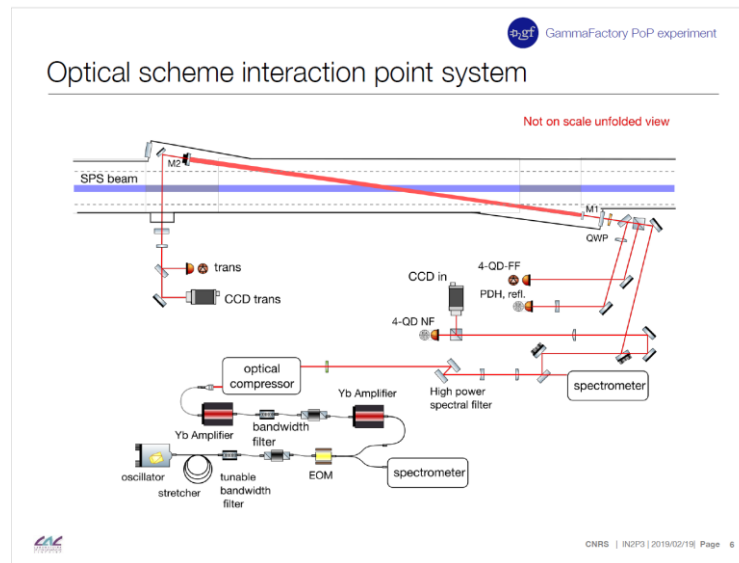 GammaFactory PoP experiment
Optical scheme interaction point system
Not on scale unfolded view
M2
SPS beam
M1
QWP
trans
CCD in
4-QD-FF
PDH, refl.
CCD trans
4-QD NF
optical
compressor
High power
spectral filter
spectrometer
Yb Amplifier
Yb Amplifier
bandwidth
filter
oscillator
stretcher
tunable
bandwidth
filter
EOM
spectrometer
CNRS | IN2P3 | 2019/02/19| Page 6